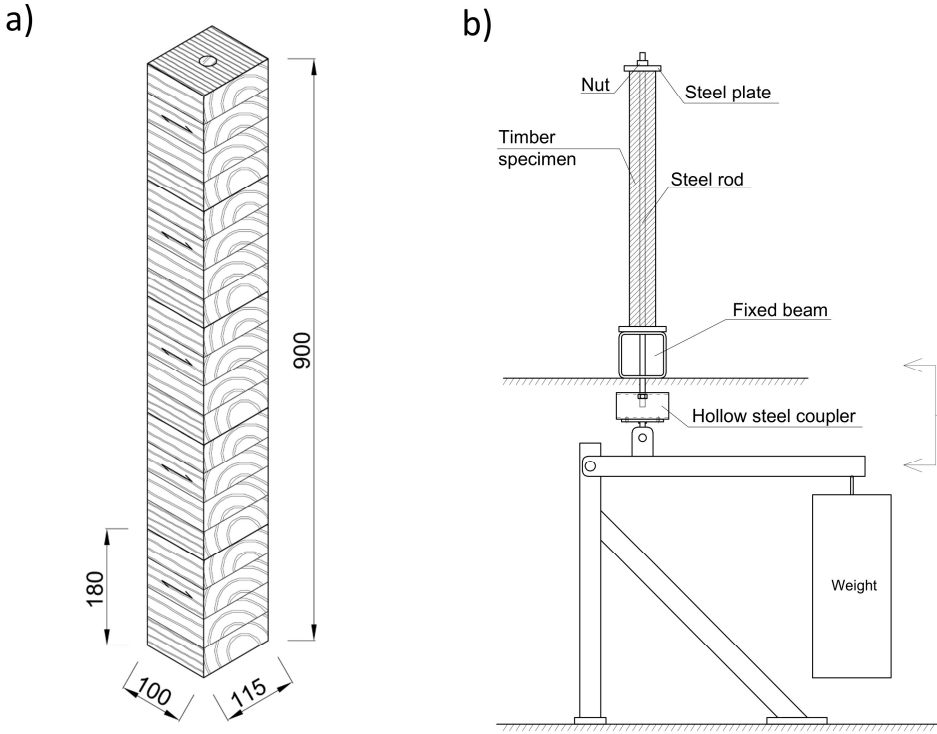 a)
900
180
100
115
b)
Nut
Steel plate
Timber
specimen
Steel rod
Fixed beam
Hollow steel coupler
Weight